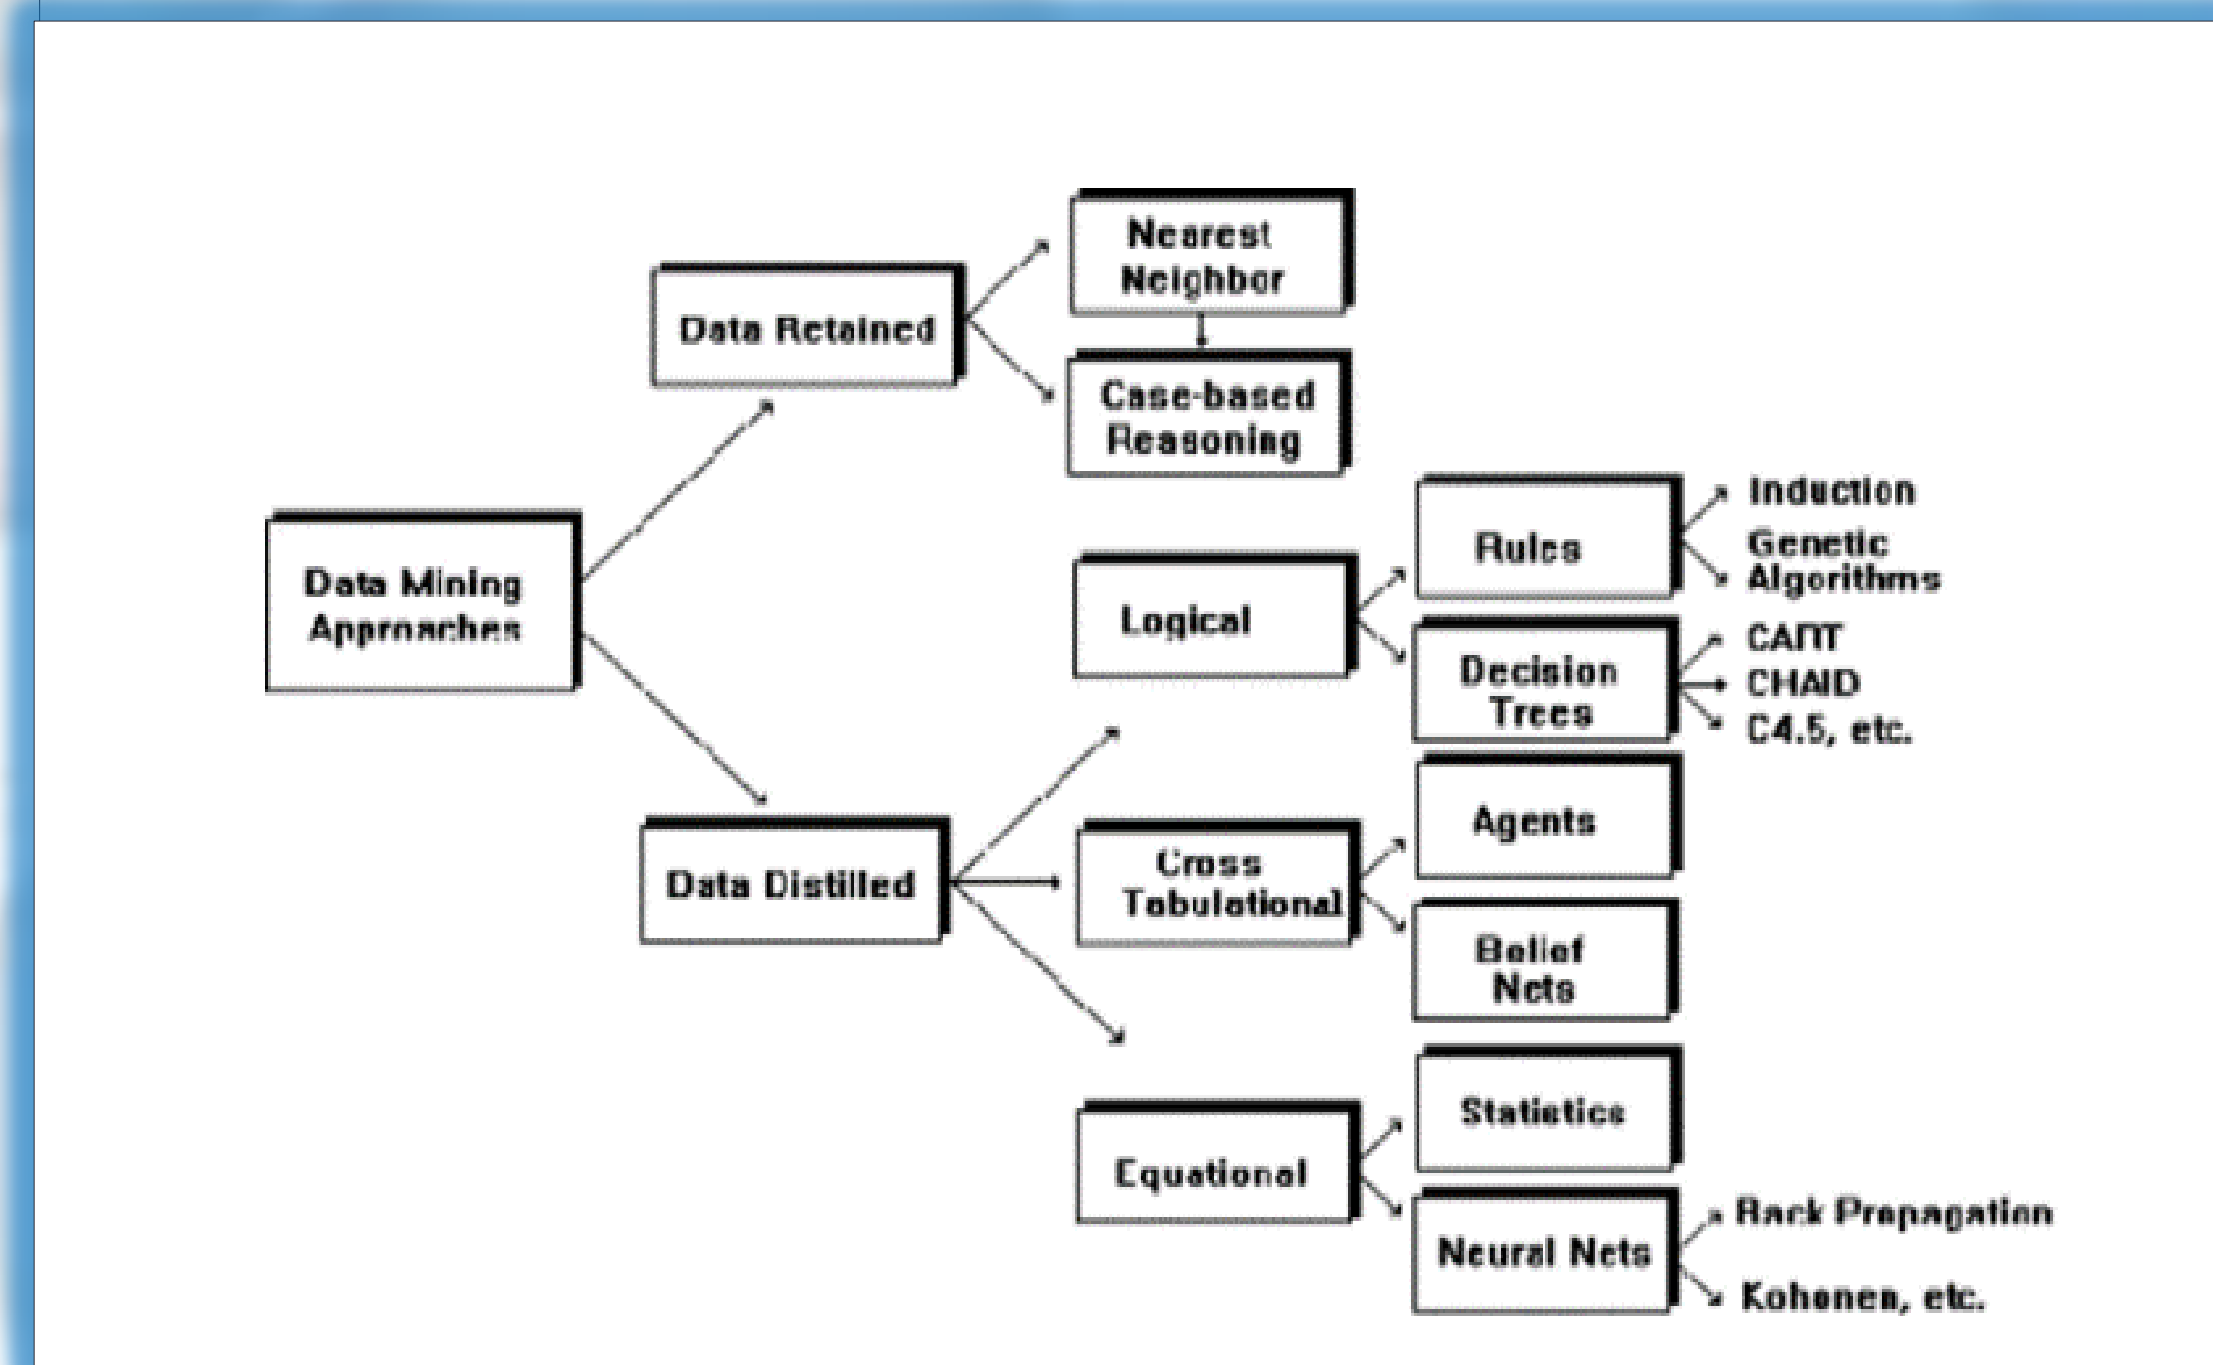 Nearest
Neighbor
Data Retained
Case-based
Reasoning
Data Mining
Approaches
Logical
Rules
Induction
Genetic
Algorithms
Decision
Trees
CART
CHAID
C4.5, etc.
Data Distilled
Cross
Tabulational
Agents
Belief
Nets
Equational
Statistics
Neural Nets
Back Propagation
Kohonen, etc.